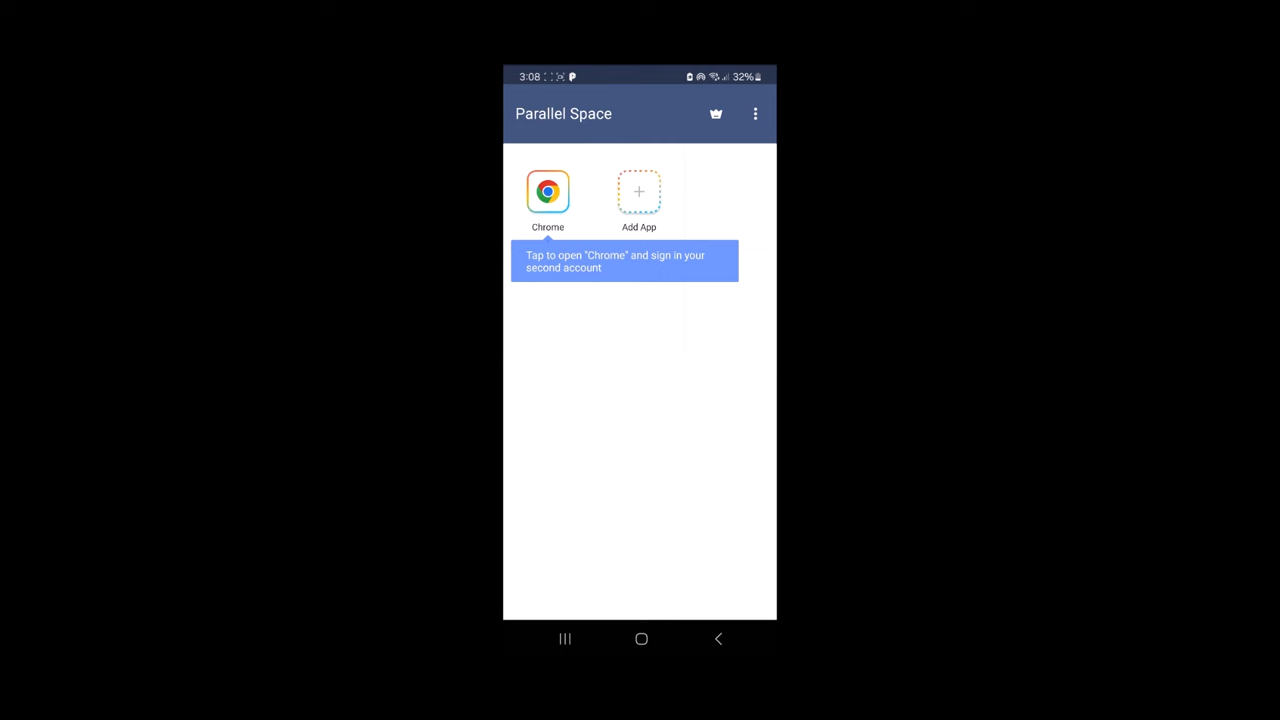 3:08 32%
Parallel Space
Chrome
Add App
Tap to open "Chrome" and sign in your
second account